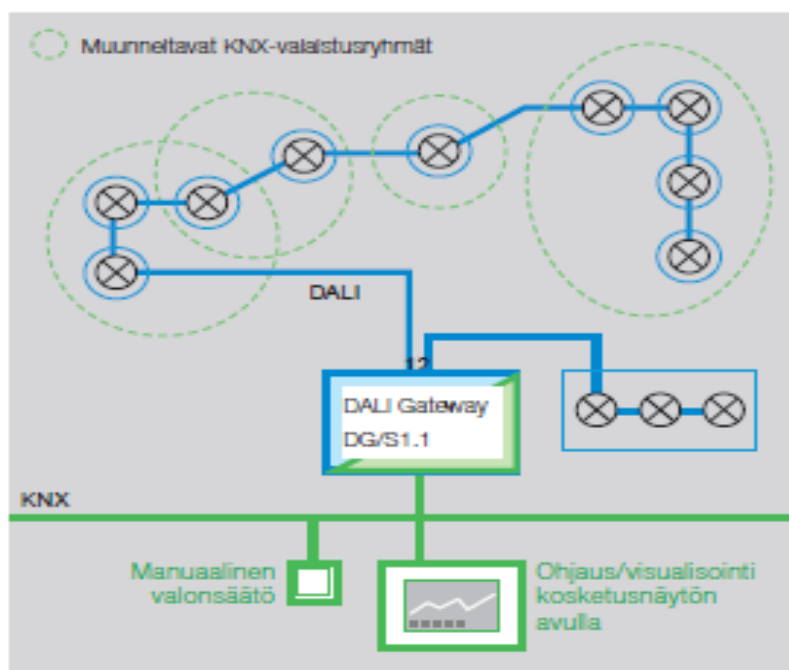 Muunneltavat KNX-valaistusryhmät
DALI
12
DALI Gateway
DG/S1.1
KNX
Manuaalinen
valonsäätö
Ohjaus/visualisointi
kosketusnäytön
avulla